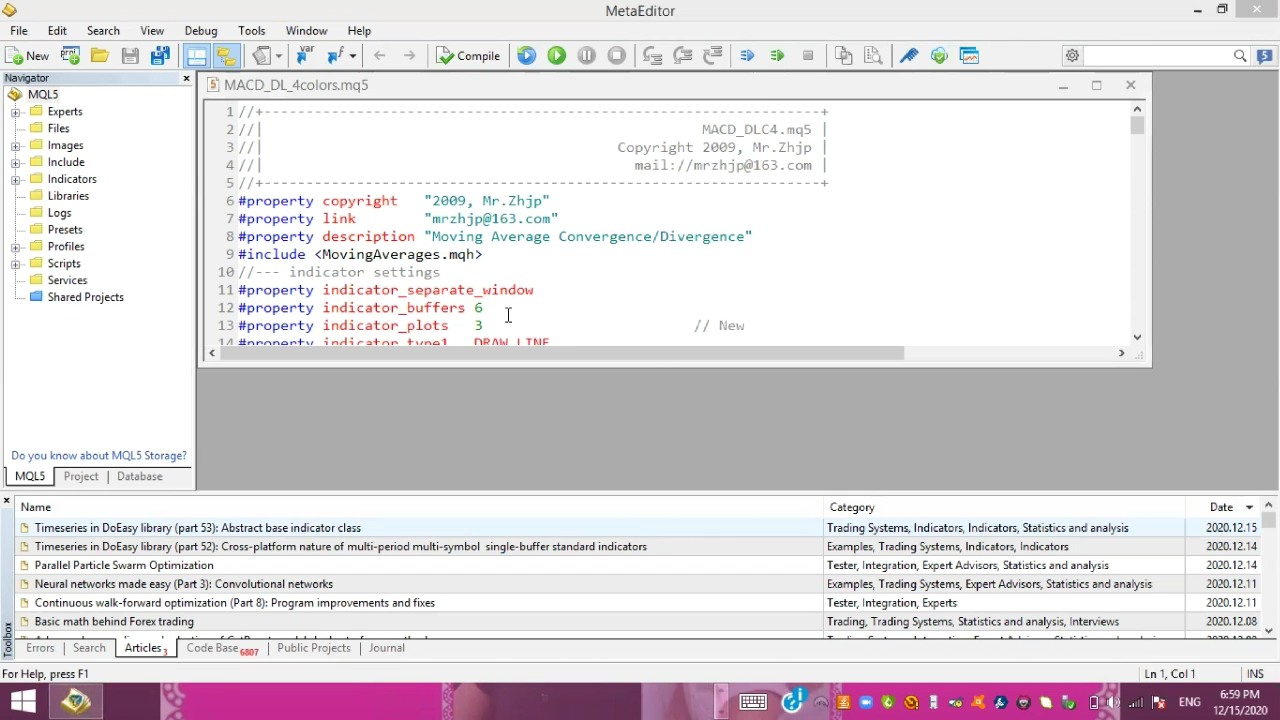 MetaEditor
File Edit Search View Debug Tools Window Help
New Compile
5
Navigator
MQL5
Experts
Files
Images
Include
Indicators
Libraries
Logs
Presets
Profiles
Scripts
Services
Shared Projects
Do you know about MQL5 Storage?
MQL5 Project Database
MACD_DL_4colors.mq5
1 //+------------------------------------------------------------------+
2 //| MACD_DLC4.mq5 |
3 //| Copyright 2009, Mr.Zhjp |
4 //| mail://mrzhjp@163.com |
5 //+------------------------------------------------------------------+
6 #property copyright "2009, Mr.Zhjp"
7 #property link "mrzhjp@163.com"
8 #property description "Moving Average Convergence/Divergence"
9 #include <MovingAverages.mqh>
10 //--- indicator settings
11 #property indicator_separate_window
12 #property indicator_buffers 6
13 #property indicator_plots 3 // New
14 #property indicator_type1 DRAW_LINE
Toolbox
Name Category Date
Timeseries in DoEasy library (part 53): Abstract base indicator class Trading Systems, Indicators, Indicators, Statistics and analysis 2020.12.15
Timeseries in DoEasy library (part 52): Cross-platform nature of multi-period multi-symbol single-buffer standard indicators Examples, Trading Systems, Indicators, Indicators 2020.12.14
Parallel Particle Swarm Optimization Tester, Integration, Expert Advisors, Statistics and analysis 2020.12.14
Neural networks made easy (Part 3): Convolutional networks Examples, Trading Systems, Expert Advisors, Statistics and analysis 2020.12.11
Continuous walk-forward optimization (Part 8): Program improvements and fixes Tester, Integration, Experts 2020.12.11
Basic math behind Forex trading Trading, Trading Systems, Statistics and analysis, Interviews 2020.12.08
Errors Search Articles 3 Code Base 6807 Public Projects Journal
For Help, press F1 Ln 1, Col 1 INS
ENG
6:59 PM
12/15/2020